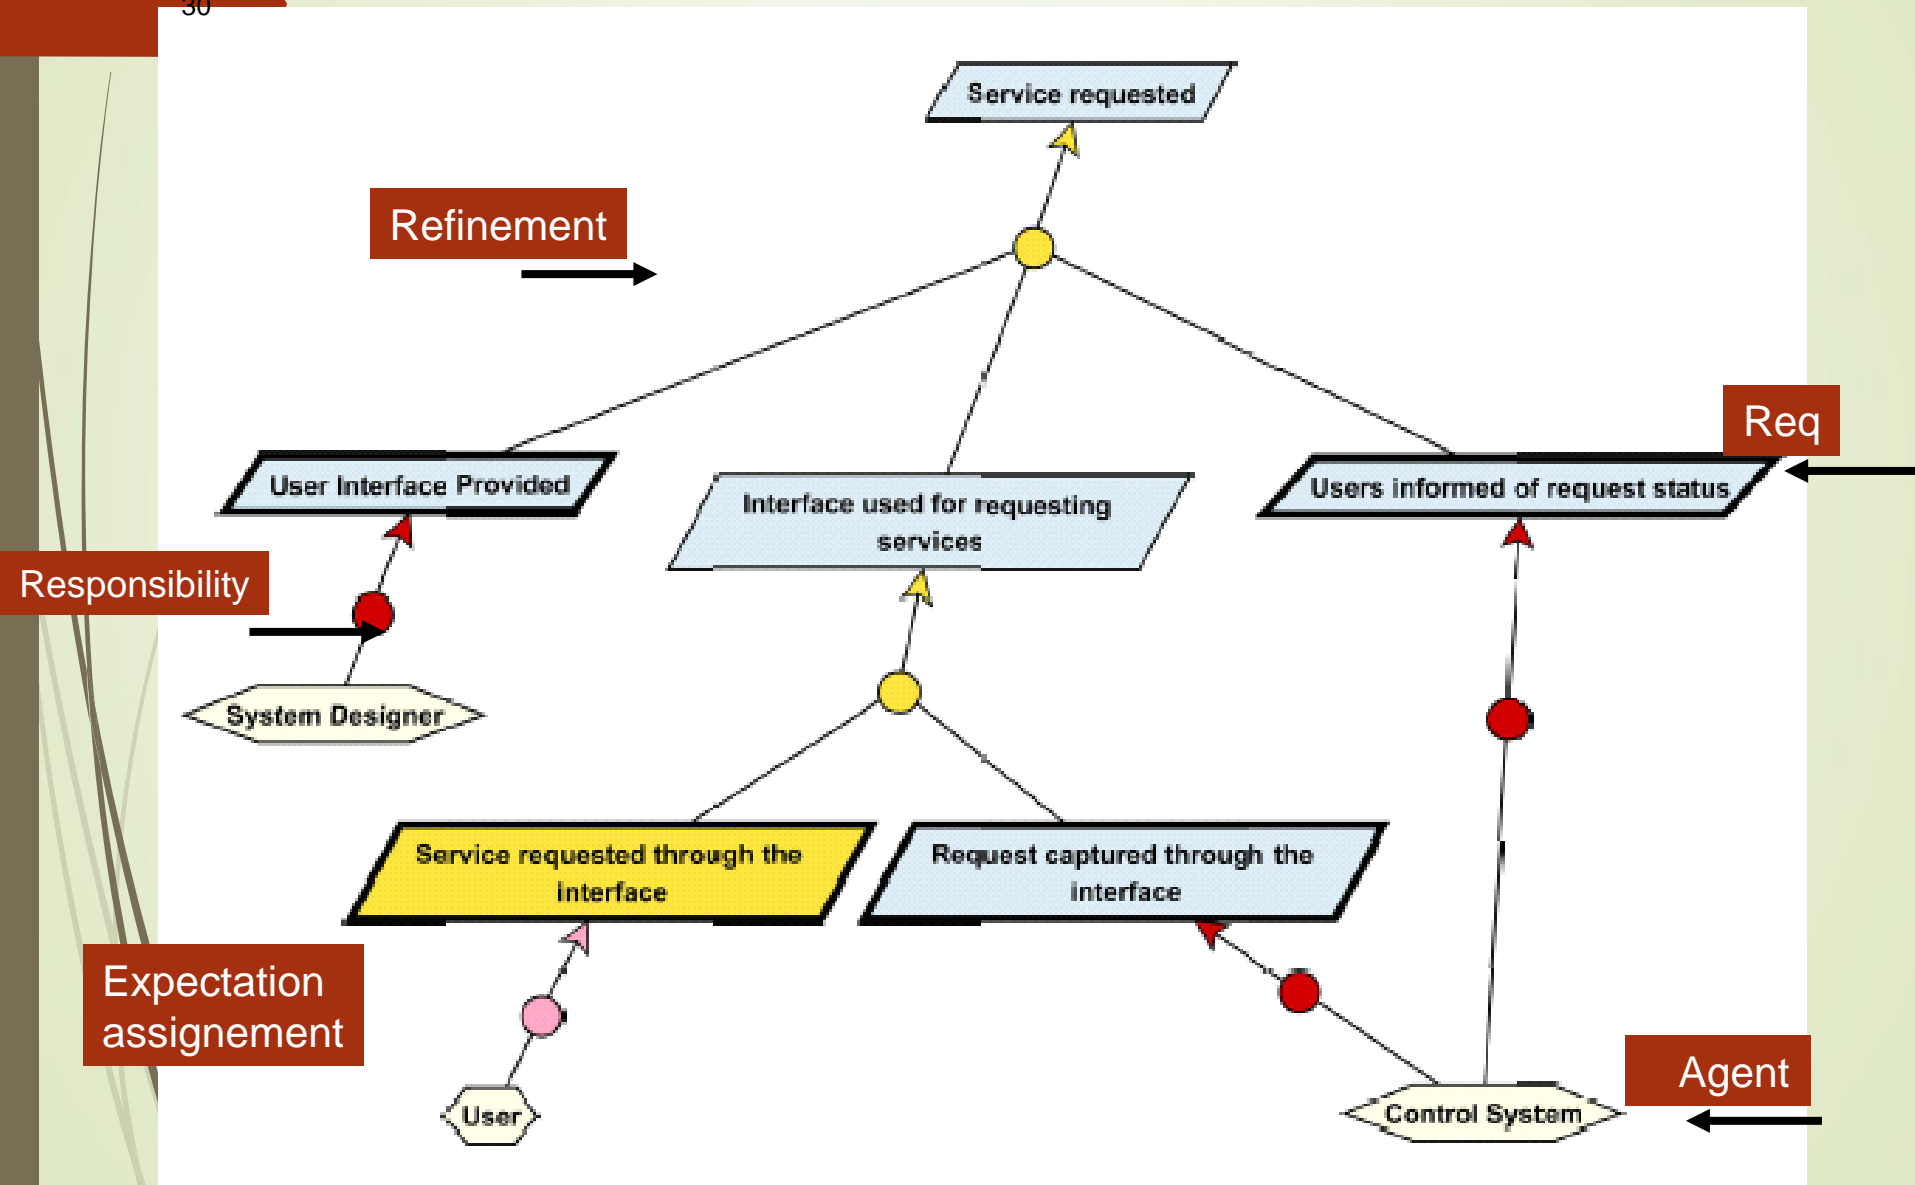 30
Service requested
Refinement
Req
User Interface Provided
Interface used for requesting
services
Users informed of request status
Responsibility
System Designer
Service requested through the
interface
Request captured through the
interface
Expectation
assignement
User
Control System
Agent